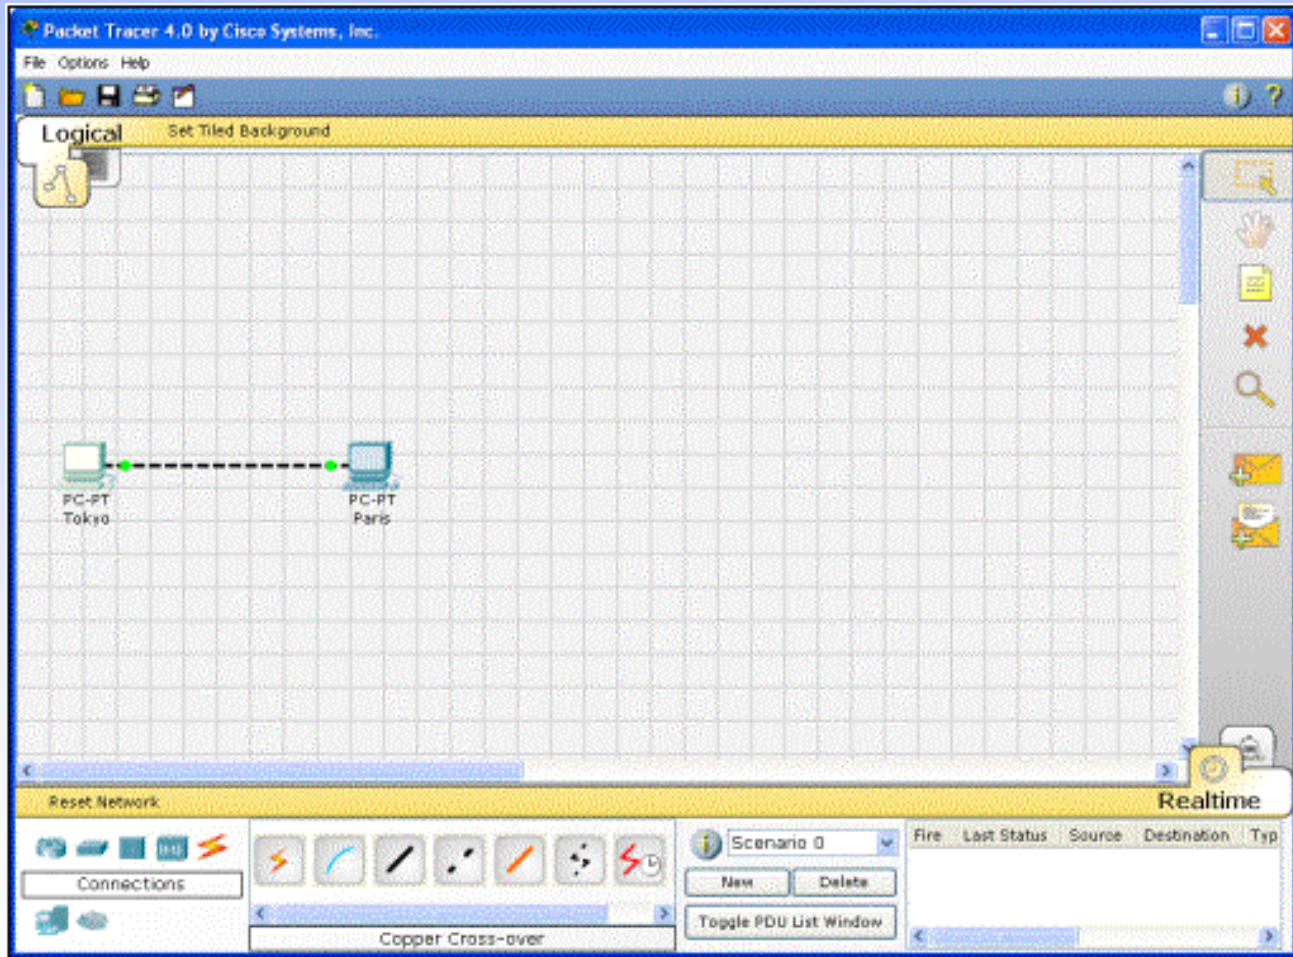 Packet Tracer 4.0 by Cisco Systems, Inc.
File Options Help
Logical
Set Tiled Background
PC-PT
Tokyo
PC-PT
Paris
Reset Network
Realtime
Connections
Copper Cross-over
Scenario 0
New
Delete
Toggle PDU List Window
Fire Last Status Source Destination Typ